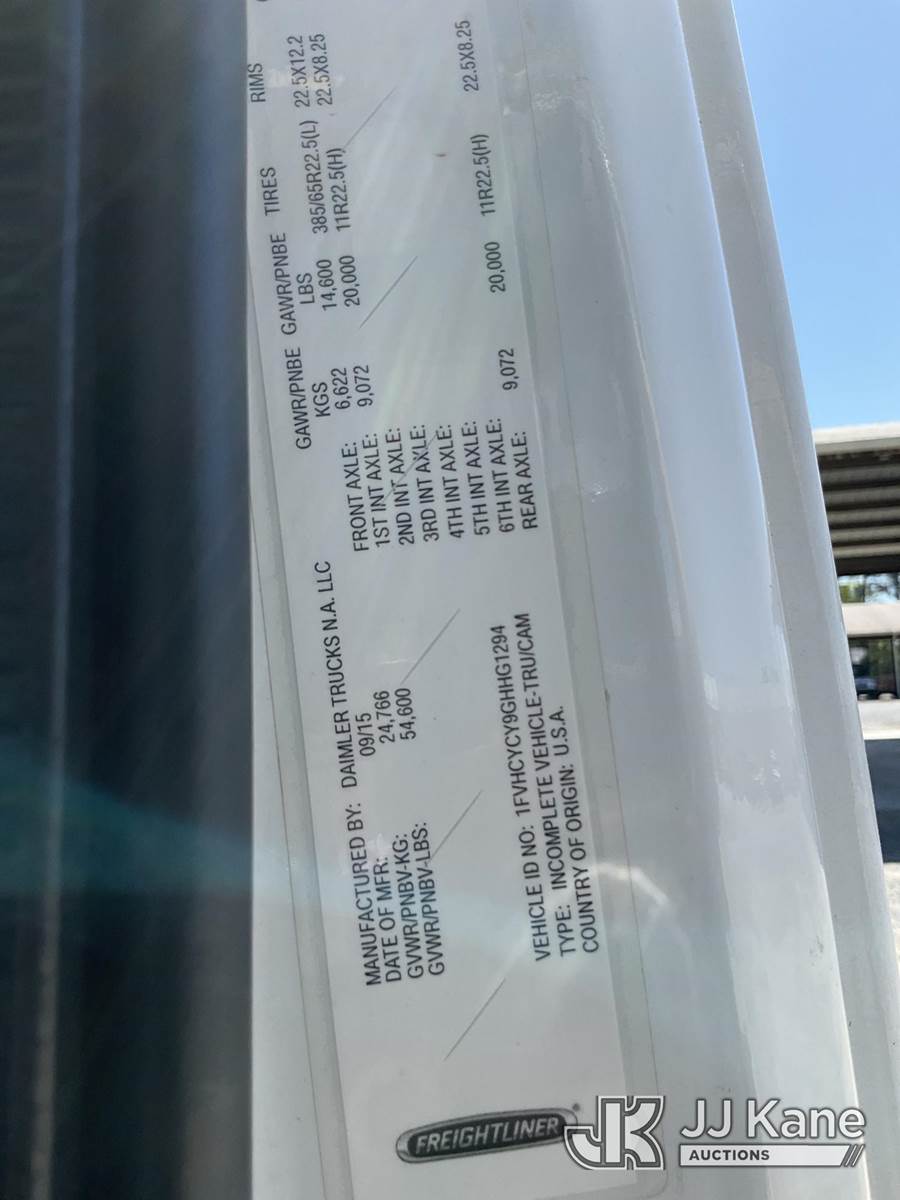 FREIGHTLINER
MANUFACTURED BY: DAIMLER TRUCKS N.A. LLC
DATE OF MFR: 09/15
GVWR/PNBV-KG: 24,766
GVWR/PNBV-LBS: 54,600
VEHICLE ID NO: 1FVHCYCY9GHHG1294
TYPE: INCOMPLETE VEHICLE-TRU/CAM
COUNTRY OF ORIGIN: U.S.A.
GAWR/PNBE GAWR/PNBE TIRES RIMS
KGS LBS
FRONT AXLE: 6,622 14,600 385/65R22.5(L) 22.5X12.2
1ST INT AXLE: 9,072 20,000 11R22.5(H) 22.5X8.25
2ND INT AXLE:
3RD INT AXLE:
4TH INT AXLE:
5TH INT AXLE:
6TH INT AXLE:
REAR AXLE: 9,072 20,000 11R22.5(H) 22.5X8.25
JK JJ Kane
AUCTIONS